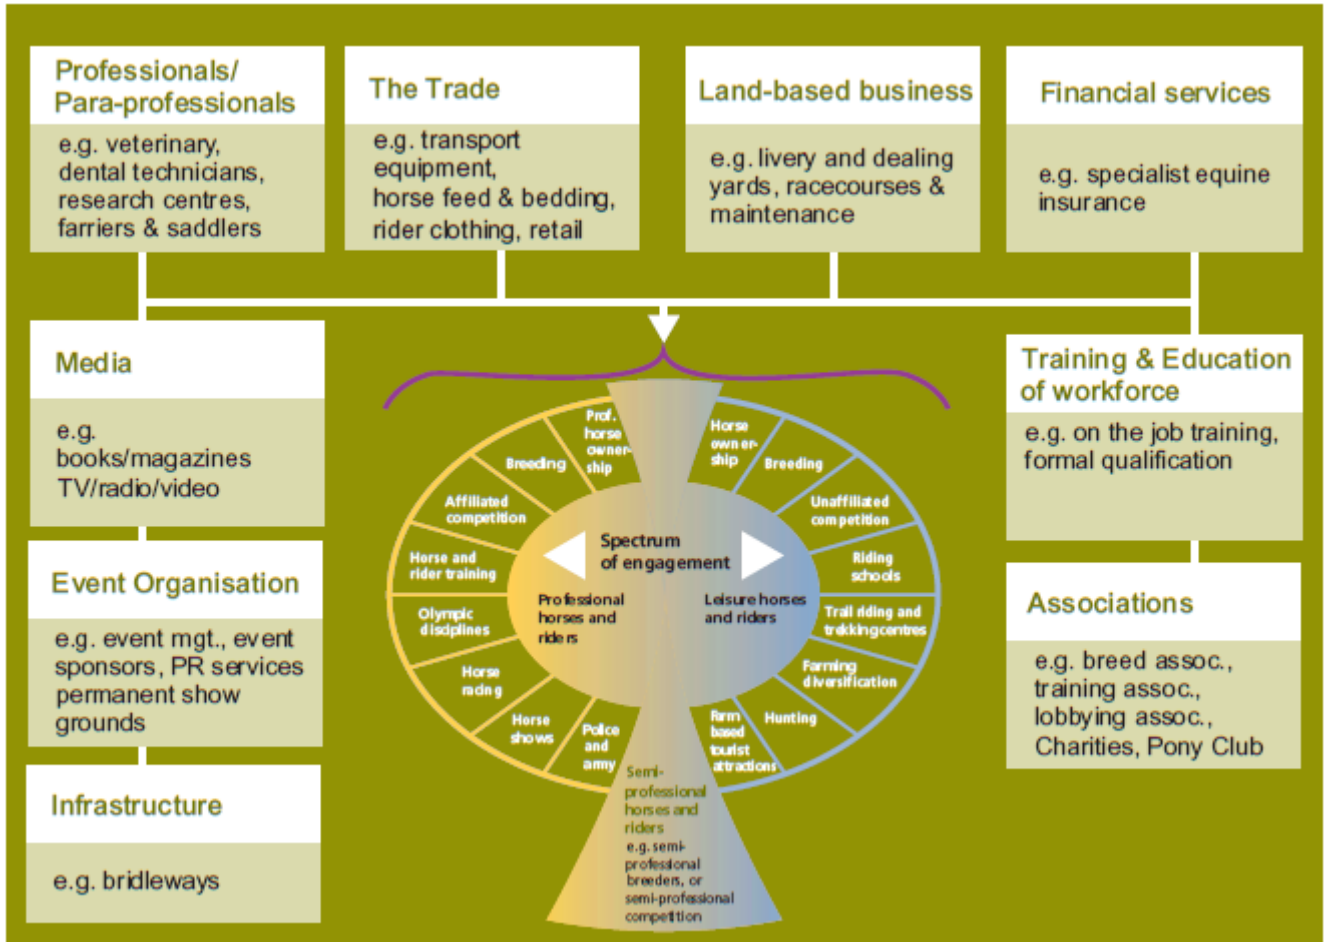 Professionals/
Para-professionals
e.g. veterinary,
dental technicians,
research centres,
farriers & saddlers
The Trade
e.g. transport
equipment,
horse feed & bedding,
rider clothing, retail
Land-based business
e.g. livery and dealing
yards, racecourses &
maintenance
Financial services
e.g. specialist equine
insurance
Media
e.g.
books/magazines
TV/radio/video
Event Organisation
e.g. event mgt., event
sponsors, PR services
permanent show
grounds
Infrastructure
e.g. bridleways
Training & Education
of workforce
e.g. on the job training,
formal qualification
Associations
e.g. breed assoc.,
training assoc.,
lobbying assoc.,
Charities, Pony Club
Prof.
horse
owner-
ship
Breeding
Affiliated
competition
Horse and
rider training
Olympic
disciplines
Horse
racing
Horse
shows
Police
and
army
Horse
owner-
ship
Breeding
Unaffiliated
competition
Riding
schools
Trail riding and
trekkingcentres
Farming
diversification
Hunting
Farm
based
tourist
attractions
Spectrum
of engagement
Professional
horses and
riders
Leisure horses
and riders
Semi-
professional
horses and
riders
e.g. semi-
professional
breeders, or
semi-professional
competition